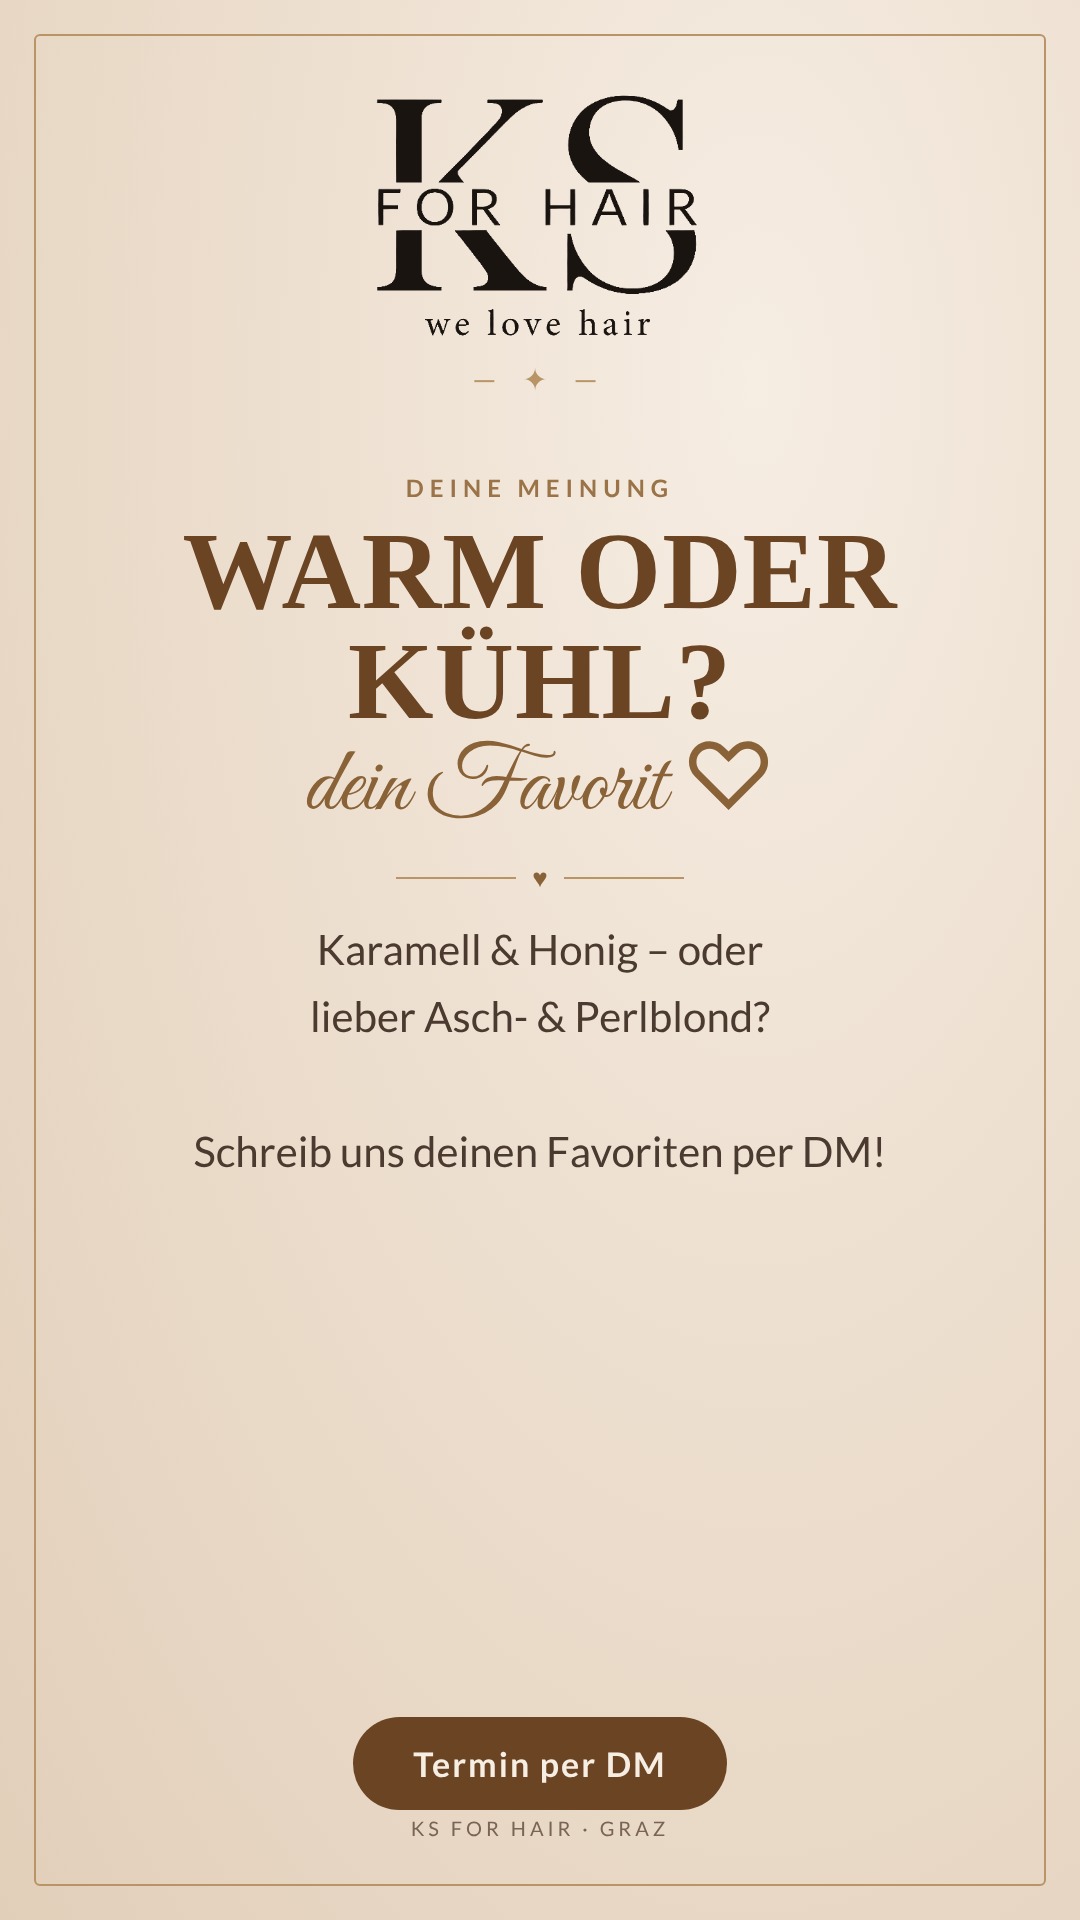 KS
FOR HAIR
we love hair
DEINE MEINUNG
WARM ODER
KÜHL?
dein Favorit
Karamell & Honig – oder
lieber Asch- & Perlblond?
Schreib uns deinen Favoriten per DM!
Termin per DM
KS FOR HAIR · GRAZ